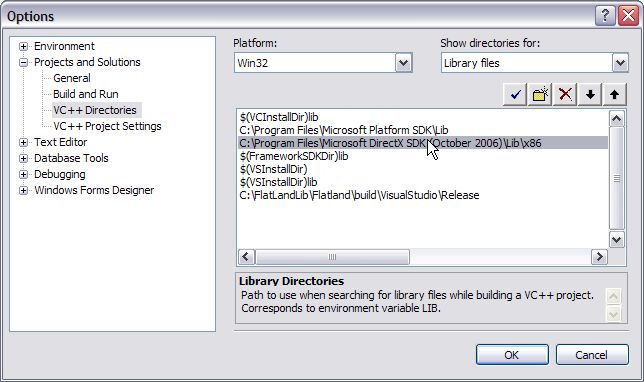 Options
Environment
Projects and Solutions
General
Build and Run
VC++ Directories
VC++ Project Settings
Text Editor
Database Tools
Debugging
Windows Forms Designer
Platform:
Win32
Show directories for:
Library files
$(VCInstallDir)lib
C:\Program Files\Microsoft Platform SDK\Lib
C:\Program Files\Microsoft DirectX SDK (October 2006)\Lib\x86
$(FrameworkSDKDir)lib
$(VSInstallDir)
$(VSInstallDir)lib
C:\FlatLandLib\Flatland\build\VisualStudio\Release
Library Directories
Path to use when searching for library files while building a VC++ project.
Corresponds to environment variable LIB.
OK
Cancel